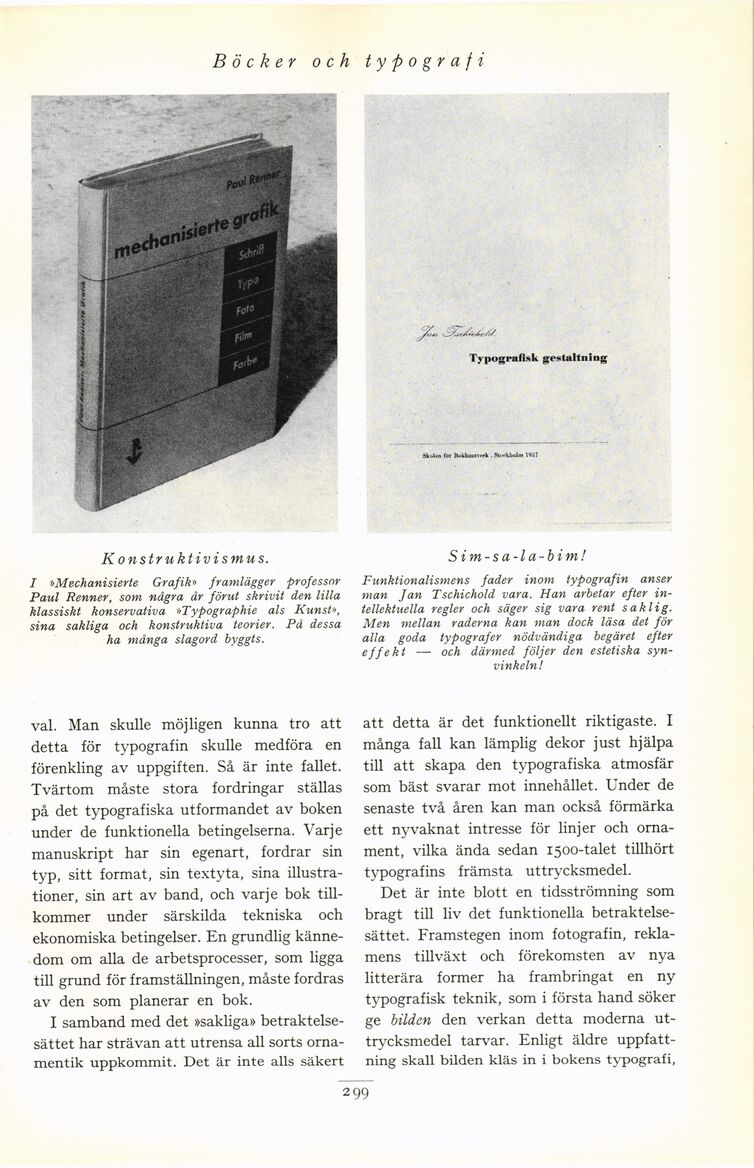 Böcker och typografi
Paul Renner
mechanisierte grafik
Schrift
Typo
Foto
Film
Farbe
Paul Renner: Mechanisierte Grafik
R
Jan Tschichold:
Typografisk gestaltning
Skolan för Bokhantverk . Stockholm 1937
Konstruktivismus.
I »Mechanisierte Grafik» framlägger professor
Paul Renner, som några år förut skrivit den lilla
klassiskt konservativa »Typographie als Kunst»,
sina sakliga och konstruktiva teorier. På dessa
ha många slagord byggts.
Sim-sa-la-bim!
Funktionalismens fader inom typografin anser
man Jan Tschichold vara. Han arbetar efter in-
tellektuella regler och säger sig vara rent saklig.
Men mellan raderna kan man dock läsa det för
alla goda typografer nödvändiga begäret efter
effekt — och därmed följer den estetiska syn-
vinkeln!
val. Man skulle möjligen kunna tro att
detta för typografin skulle medföra en
förenkling av uppgiften. Så är inte fallet.
Tvärtom måste stora fordringar ställas
på det typografiska utformandet av boken
under de funktionella betingelserna. Varje
manuskript har sin egenart, fordrar sin
typ, sitt format, sin textyta, sina illustra-
tioner, sin art av band, och varje bok till-
kommer under särskilda tekniska och
ekonomiska betingelser. En grundlig känne-
dom om alla de arbetsprocesser, som ligga
till grund för framställningen, måste fordras
av den som planerar en bok.
I samband med det »sakliga» betraktelse-
sättet har strävan att utrensa all sorts orna-
mentik uppkommit. Det är inte alls säkert
att detta är det funktionellt riktigaste. I
många fall kan lämplig dekor just hjälpa
till att skapa den typografiska atmosfär
som bäst svarar mot innehållet. Under de
senaste två åren kan man också förmärka
ett nyvaknat intresse för linjer och orna-
ment, vilka ända sedan 1500-talet tillhört
typografins främsta uttrycksmedel.
Det är inte blott en tidsströmning som
bragt till liv det funktionella betraktelse-
sättet. Framstegen inom fotografin, rekla-
mens tillväxt och förekomsten av nya
litterära former ha frambringat en ny
typografisk teknik, som i första hand söker
ge bilden den verkan detta moderna ut-
trycksmedel tarvar. Enligt äldre uppfatt-
ning skall bilden kläs in i bokens typografi,
299